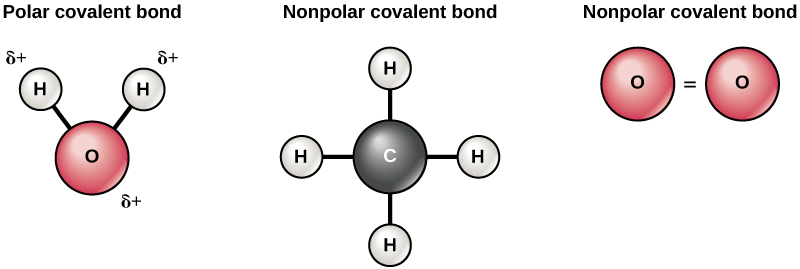 Polar covalent bond
Nonpolar covalent bond
Nonpolar covalent bond
δ+
δ+
H
H
O
δ+
H
H
C
H
H
O = O